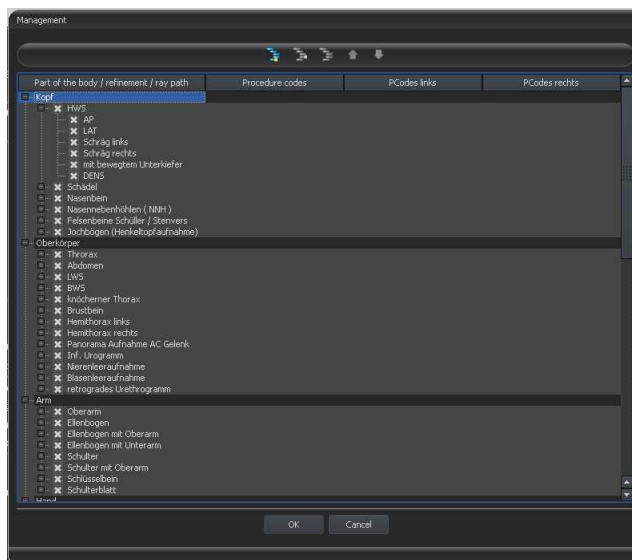 Management
Part of the body / refinement / ray path Procedure codes PCodes links PCodes rechts
Kopf
HWS
AP
LAT
Schräg links
Schräg rechts
mit bewegtem Unterkiefer
DENS
Schädel
Nasenbein
Nasennebenhöhlen ( NNH )
Felsenbeine Schüller / Stenvers
Jochbögen (Henkeltopfaufnahme)
Oberkörper
Throrax
Abdomen
LWS
BWS
knöcherner Thorax
Brustbein
Hemithorax links
Hemithorax rechts
Panorama Aufnahme AC Gelenk
Inf. Urogramm
Nierenleeraufnahme
Blasenleeraufnahme
retrogrades Urethrogramm
Arm
Oberarm
Ellenbogen
Ellenbogen mit Oberarm
Ellenbogen mit Unterarm
Schulter
Schulter mit Oberarm
Schlüsselbein
Schulterblatt
Hand
OK Cancel